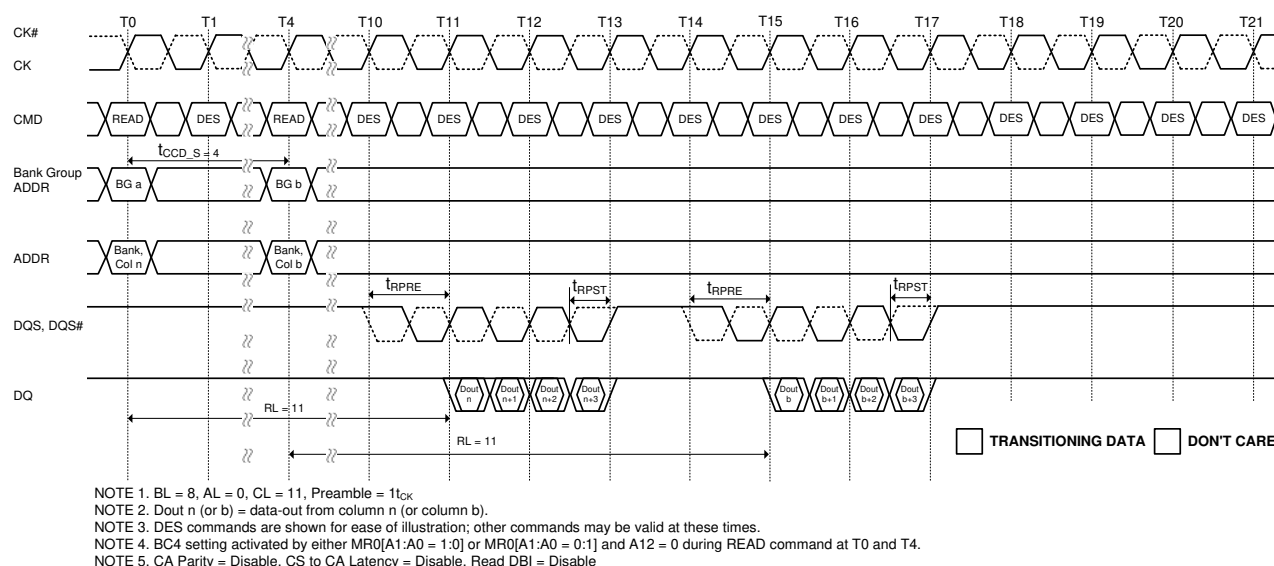 T0 T1 T4 T10 T11 T12 T13 T14 T15 T16 T17 T18 T19 T20 T21
CK#
CK
CMD READ DES READ DES DES DES DES DES DES DES DES DES DES DES DES
tCCD_S = 4
Bank Group
ADDR
BG a BG b
ADDR
Bank,
Col n
Bank,
Col b
tRPRE tRPST tRPRE tRPST
DQS, DQS#
DQ
Dout
n
Dout
n+1
Dout
n+2
Dout
n+3
Dout
b
Dout
b+1
Dout
b+2
Dout
b+3
RL = 11
RL = 11
TRANSITIONING DATA DON'T CARE
NOTE 1. BL = 8, AL = 0, CL = 11, Preamble = 1tCK
NOTE 2. Dout n (or b) = data-out from column n (or column b).
NOTE 3. DES commands are shown for ease of illustration; other commands may be valid at these times.
NOTE 4. BC4 setting activated by either MR0[A1:A0 = 1:0] or MR0[A1:A0 = 0:1] and A12 = 0 during READ command at T0 and T4.
NOTE 5. CA Parity = Disable, CS to CA Latency = Disable, Read DBI = Disable